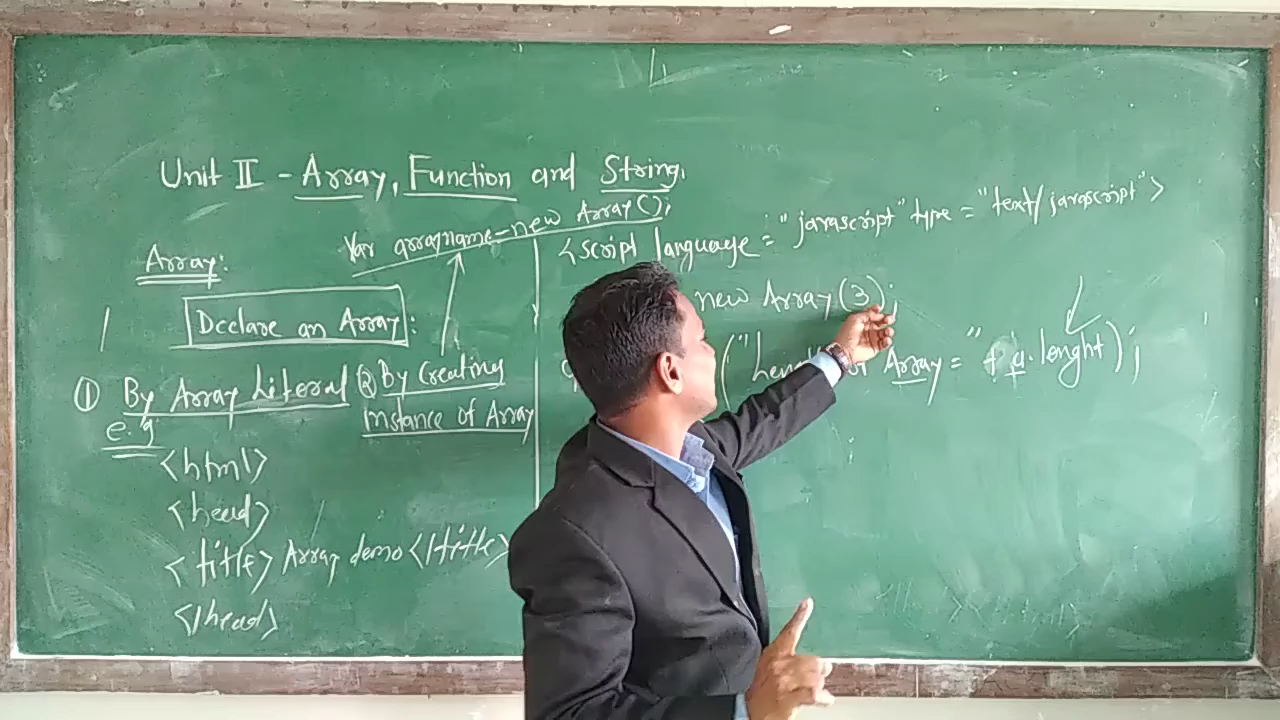 Unit II - Array, Function and String.
Array:
Var arrayname=new Array();
Declare an Array:
① By Array Literal
② By Creating
Instance of Array
e.g
<html>
<head>
<title> Array demo </title>
</head>
<script language="javascript" type="text/javascript">
new Array(3);
("Length of Array = "+a.lenght);